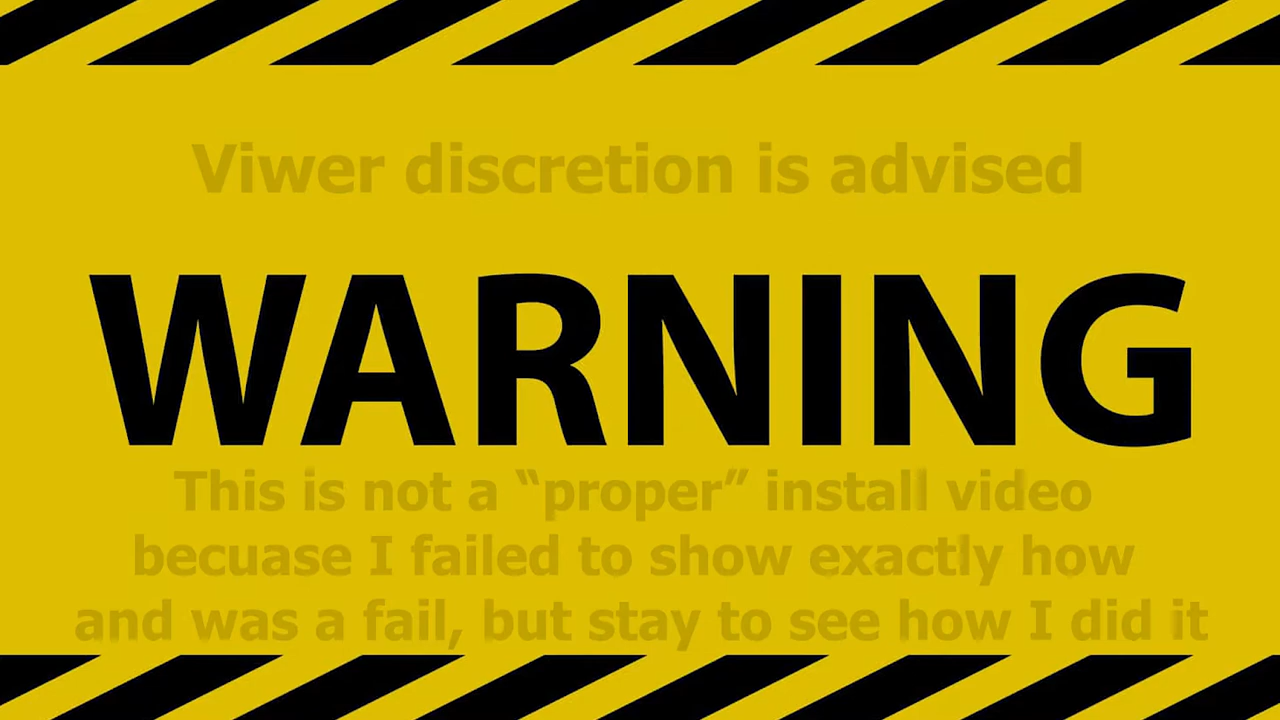 Viwer discretion is advised
WARNING
This is not a “proper” install video
becuase I failed to show exactly how
and was a fail, but stay to see how I did it